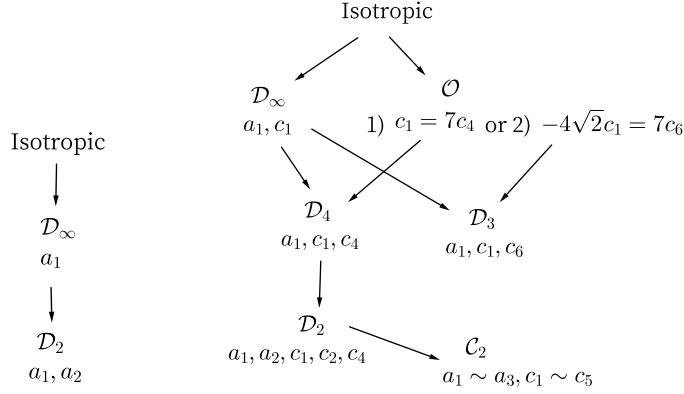 Isotropic
𝒟∞
a₁
𝒟₂
a₁, a₂
Isotropic
𝒟∞
a₁, c₁
𝒪
1) c₁ = 7c₄ or 2) −4√2c₁ = 7c₆
𝒟₄
a₁, c₁, c₄
𝒟₃
a₁, c₁, c₆
𝒟₂
a₁, a₂, c₁, c₂, c₄
𝒞₂
a₁ ∼ a₃, c₁ ∼ c₅